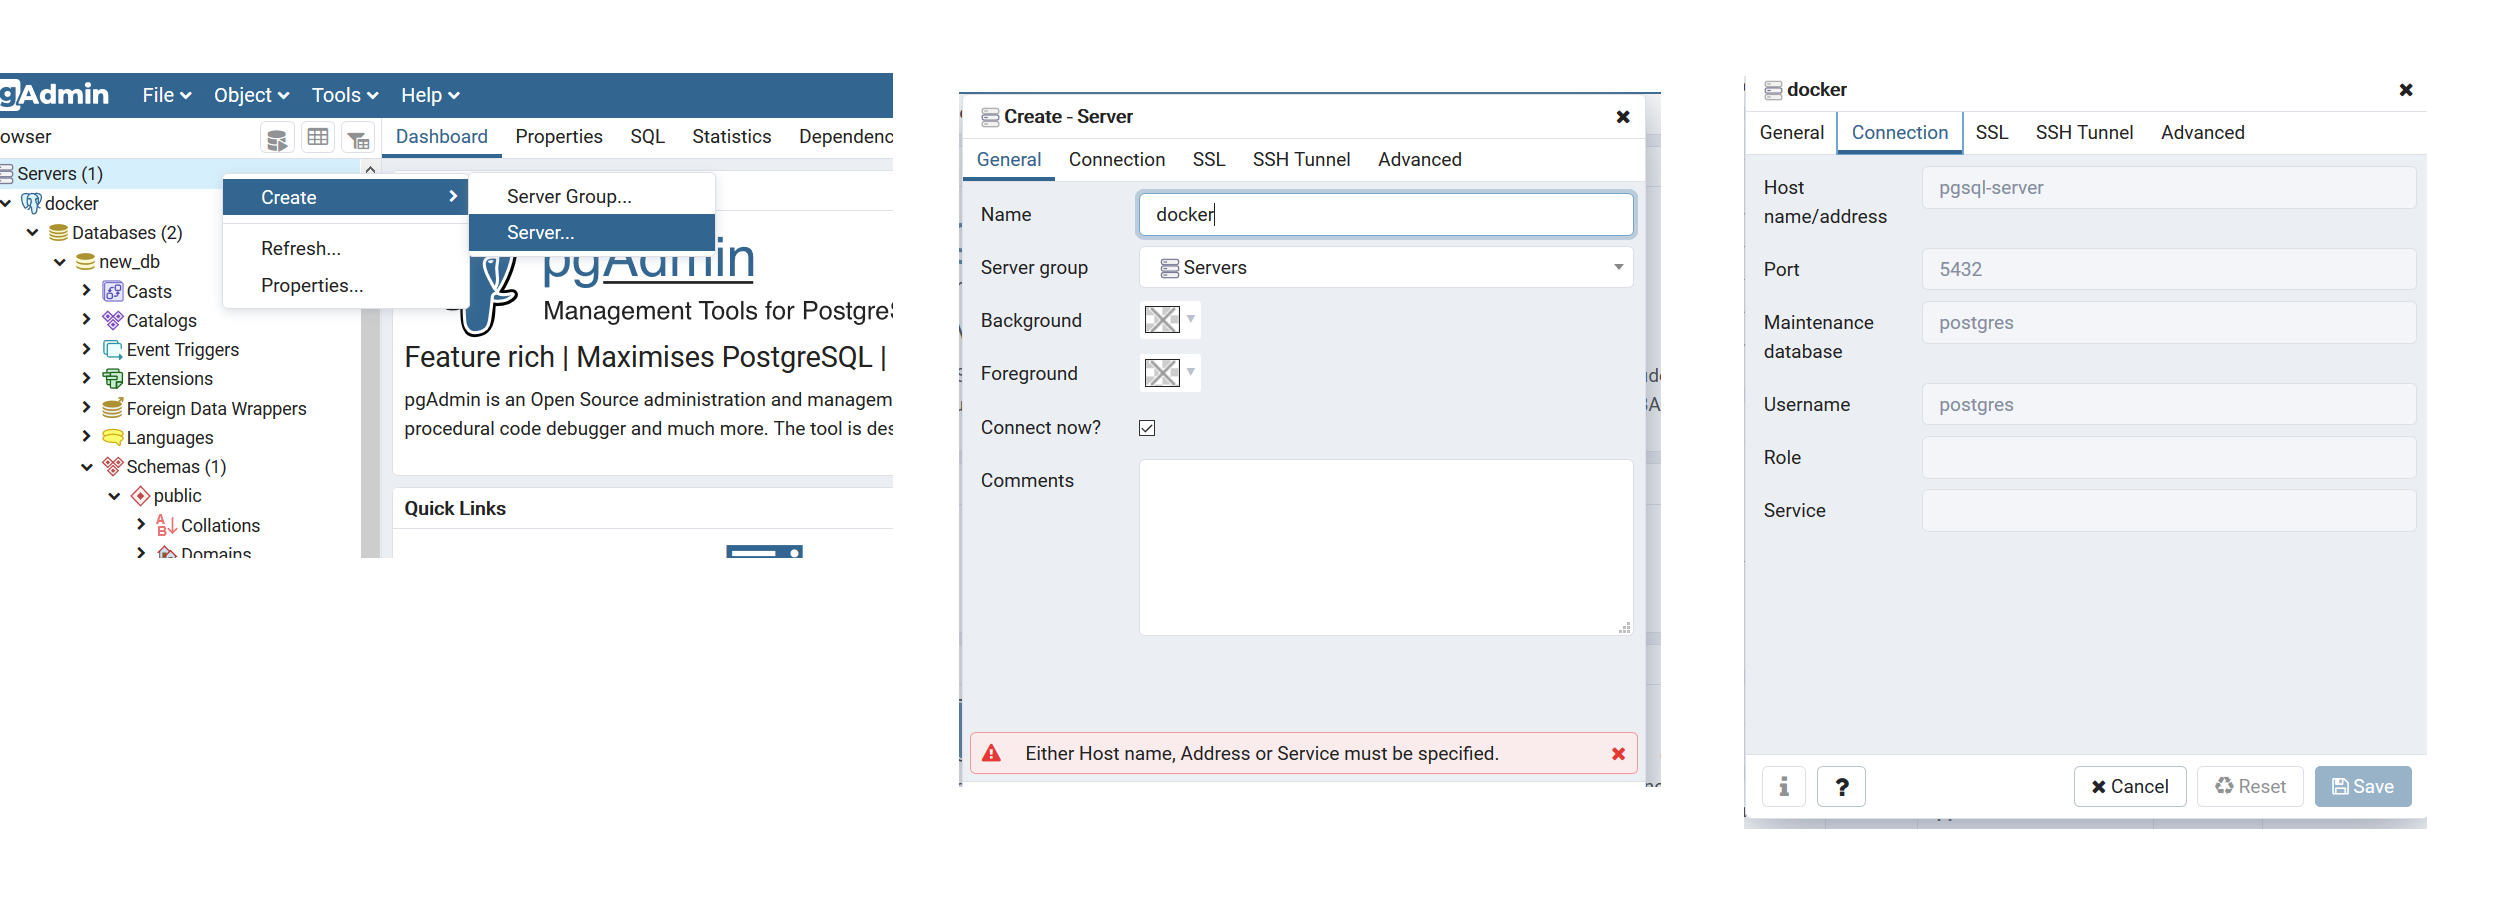 gAdmin File Object Tools Help
owser Dashboard Properties SQL Statistics Dependenc
Servers (1)
docker
Databases (2)
new_db
Casts
Catalogs
Event Triggers
Extensions
Foreign Data Wrappers
Languages
Schemas (1)
public
Collations
Domains
Create
Refresh...
Properties...
Server Group...
Server...
pgAdmin
Management Tools for PostgreS
Feature rich | Maximises PostgreSQL |
pgAdmin is an Open Source administration and managem
procedural code debugger and much more. The tool is des
Quick Links
Create - Server
General Connection SSL SSH Tunnel Advanced
Name docker
Server group Servers
Background
Foreground
Connect now?
Comments
Either Host name, Address or Service must be specified.
docker
General Connection SSL SSH Tunnel Advanced
Host
name/address
pgsql-server
Port 5432
Maintenance
database
postgres
Username postgres
Role
Service
i ? Cancel Reset Save